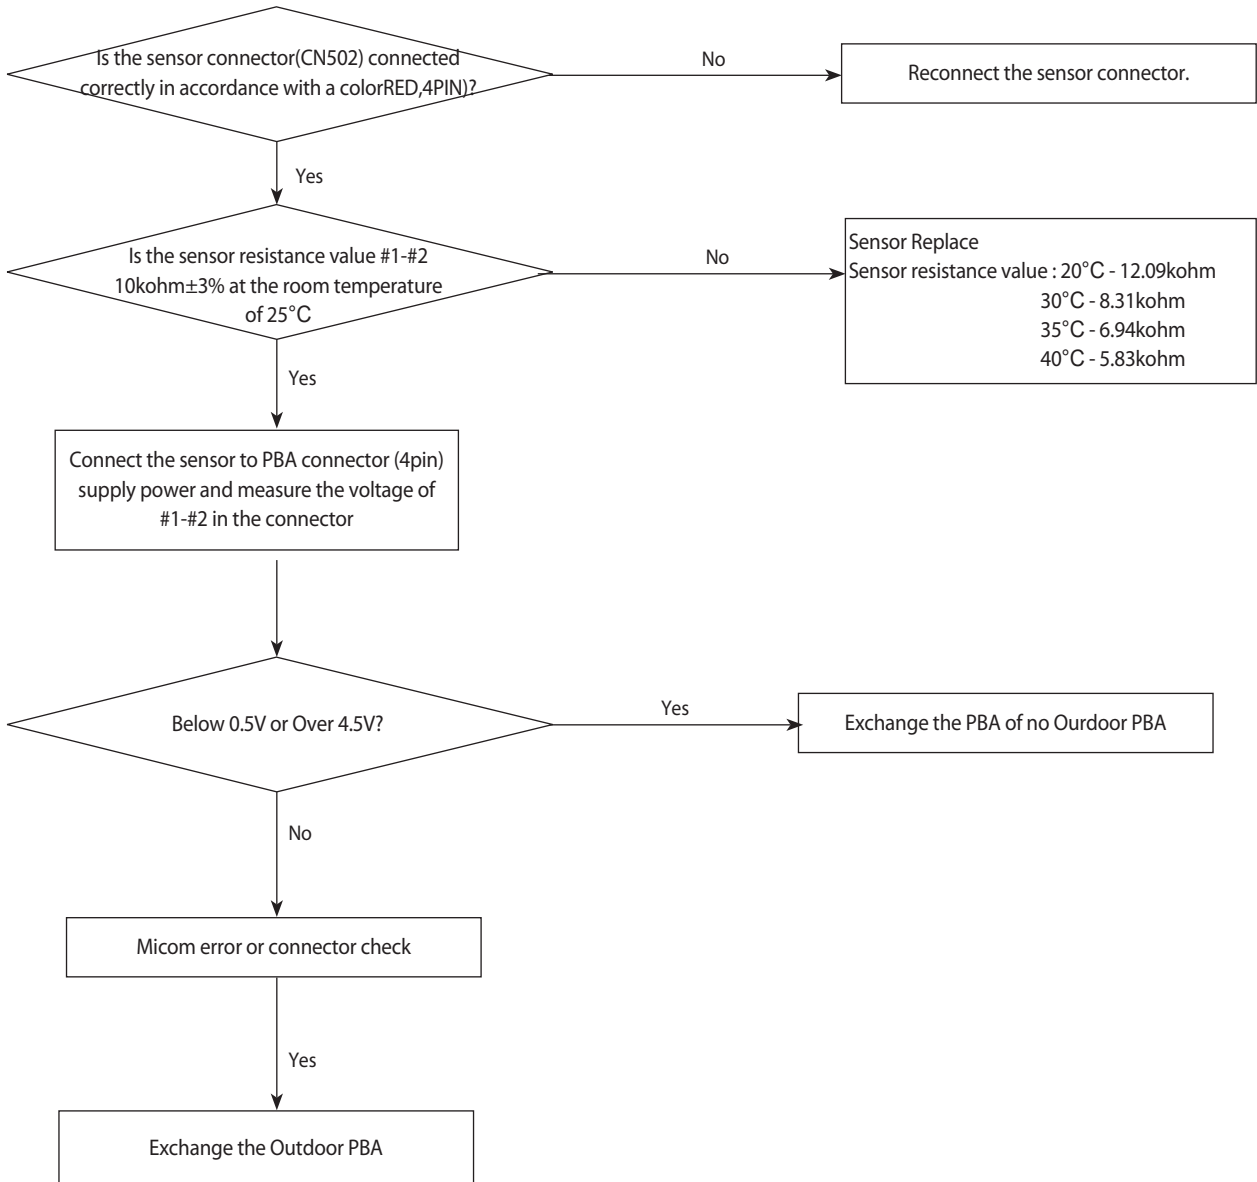 Is the sensor connector(CN502) connected
correctly in accordance with a colorRED,4PIN)?
No
Reconnect the sensor connector.
Yes
Is the sensor resistance value #1-#2
10kohm±3% at the room temperature
of 25°C
No
Sensor Replace
Sensor resistance value : 20°C - 12.09kohm
30°C - 8.31kohm
35°C - 6.94kohm
40°C - 5.83kohm
Yes
Connect the sensor to PBA connector (4pin)
supply power and measure the voltage of
#1-#2 in the connector
Below 0.5V or Over 4.5V?
Yes
Exchange the PBA of no Ourdoor PBA
No
Micom error or connector check
Yes
Exchange the Outdoor PBA